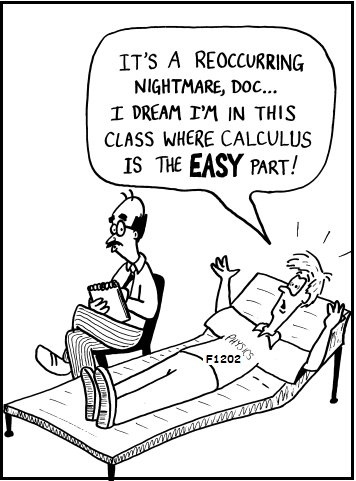 IT'S A REOCCURRING
NIGHTMARE, DOC...
I DREAM I'M IN THIS
CLASS WHERE CALCULUS
IS THE EASY PART!
PHYSICS
F1202